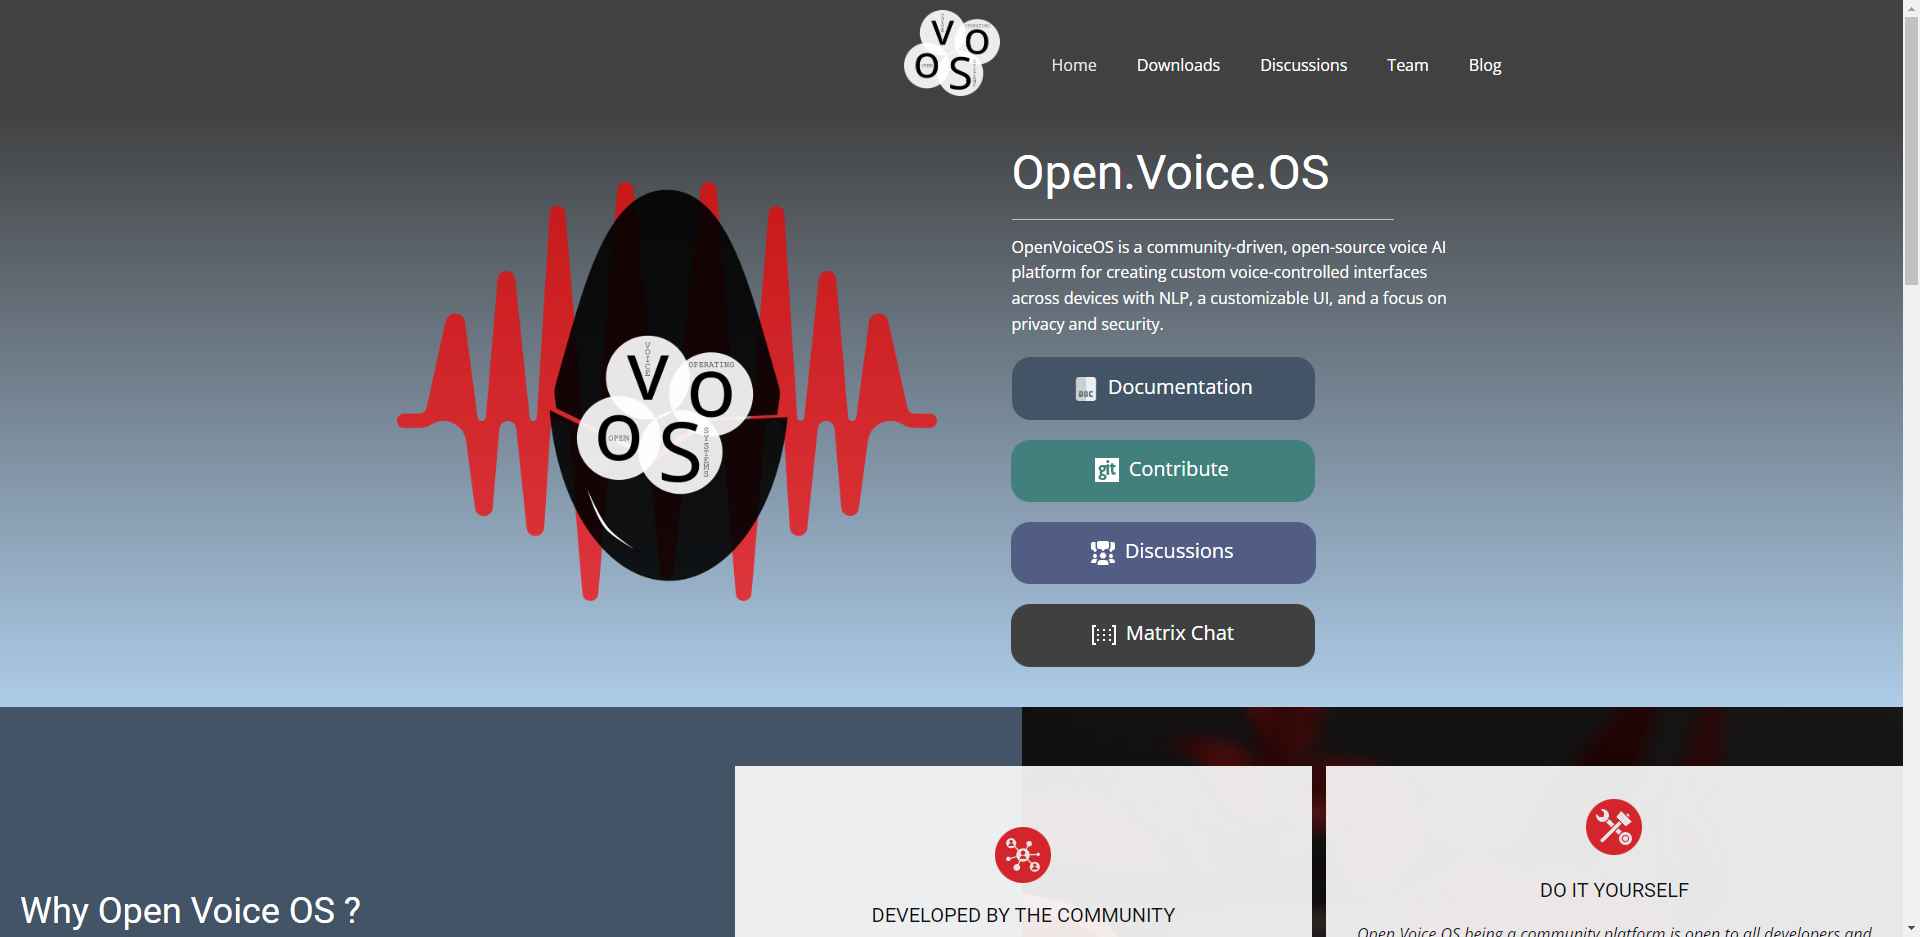 V
O
O
S
Home
Downloads
Discussions
Team
Blog
Open.Voice.OS
OpenVoiceOS is a community-driven, open-source voice AI
platform for creating custom voice-controlled interfaces
across devices with NLP, a customizable UI, and a focus on
privacy and security.
VOICE
V
OPERATING
O
OPEN
O
SYSTEMS
S
DOC
Documentation
git
Contribute
Discussions
Matrix Chat
Why Open Voice OS ?
DEVELOPED BY THE COMMUNITY
DO IT YOURSELF
Open Voice OS being a community platform is open to all developers and